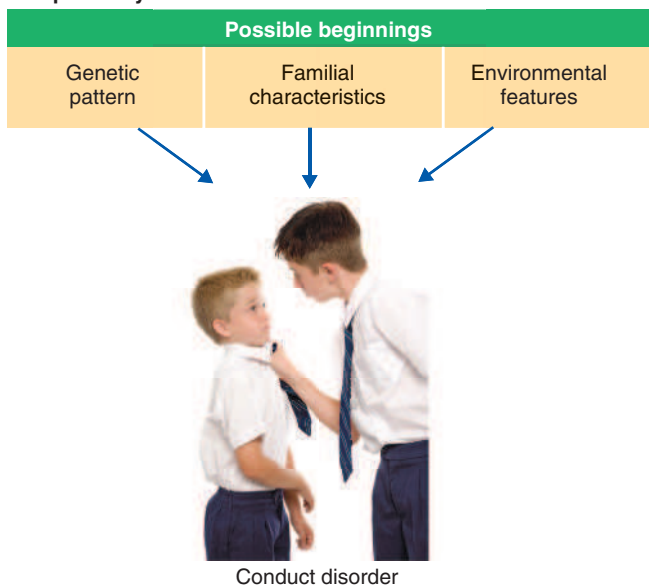 Possible beginnings
Genetic
pattern
Familial
characteristics
Environmental
features
Conduct disorder